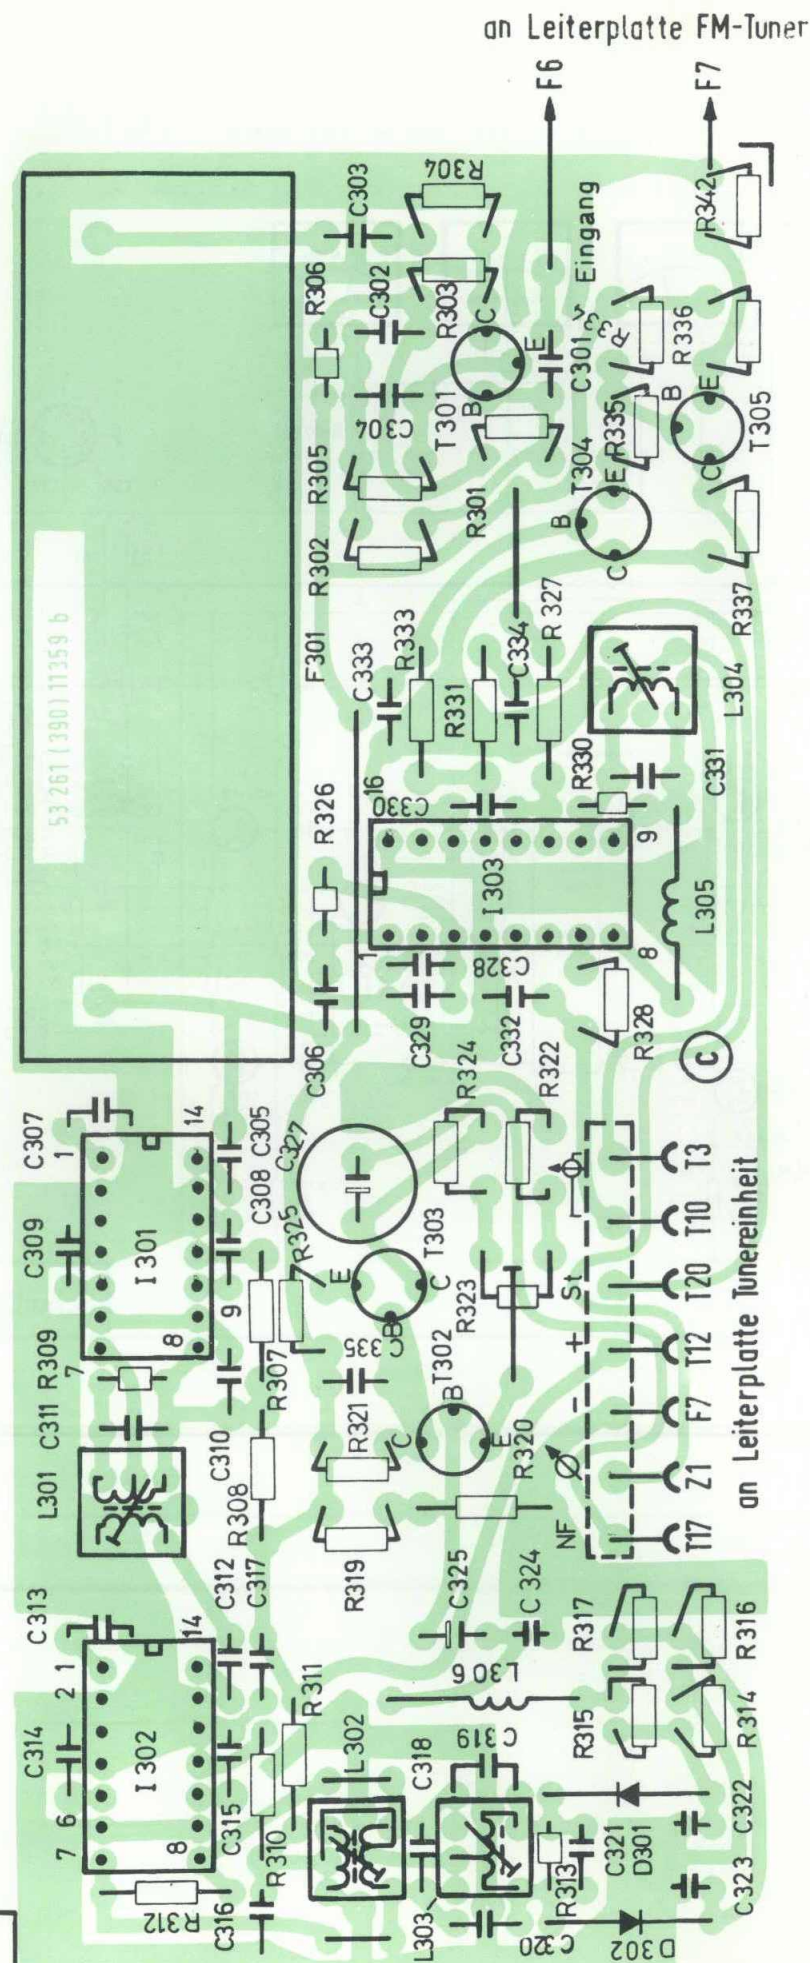 an Leiterplatte FM-Tuner
F6
F7
R304
C303
R342
Eingang
R306
C302
R303
C
E
C301
R334
R336
C304
T301
B
B
E
R335
T305
R305
R301
T304
E
B
C
C
R302
R337
F301
C333
R333
C334
R327
R331
L304
53 261 (390) 11359 b
R326
16
C330
R330
C331
9
I303
L305
1
C328
8
C306
C329
C332
R328
R324
R322
C
C307
1
14
C305
C327
T3
C309
C308
R325
T303
T10
I301
E
C
R323
St
T20
R309
7
8
9
B
+
T12
C311
R307
C335
T302
B
-
F7
L301
C310
R321
C
E
R320
Z1
R308
R319
NF
T17
an Leiterplatte Tunereinheit
C313
14
C312
C317
C325
C324
R317
R316
1
2
R311
L306
R315
R314
C314
I302
L302
C319
6
C315
C318
C321
D301
C322
7
8
R310
R313
R312
C316
L303
C320
D302
C323